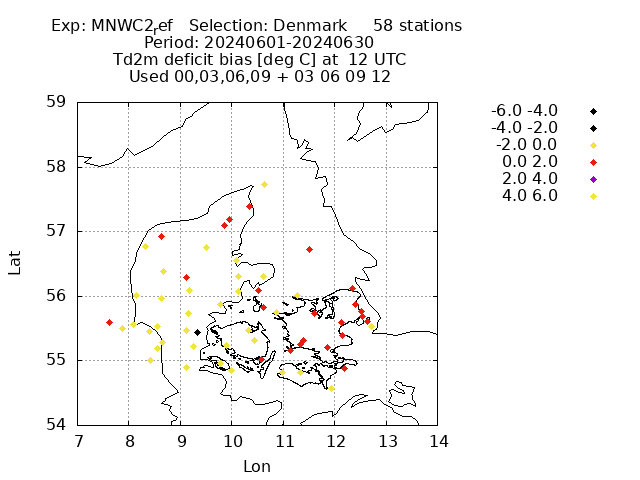 Exp: MNWC2ref Selection: Denmark 58 stations
Period: 20240601-20240630
Td2m deficit bias [deg C] at 12 UTC
Used 00,03,06,09 + 03 06 09 12
59
58
57
56
55
54
7 8 9 10 11 12 13 14
Lat
Lon
-6.0 -4.0
-4.0 -2.0
-2.0 0.0
0.0 2.0
2.0 4.0
4.0 6.0